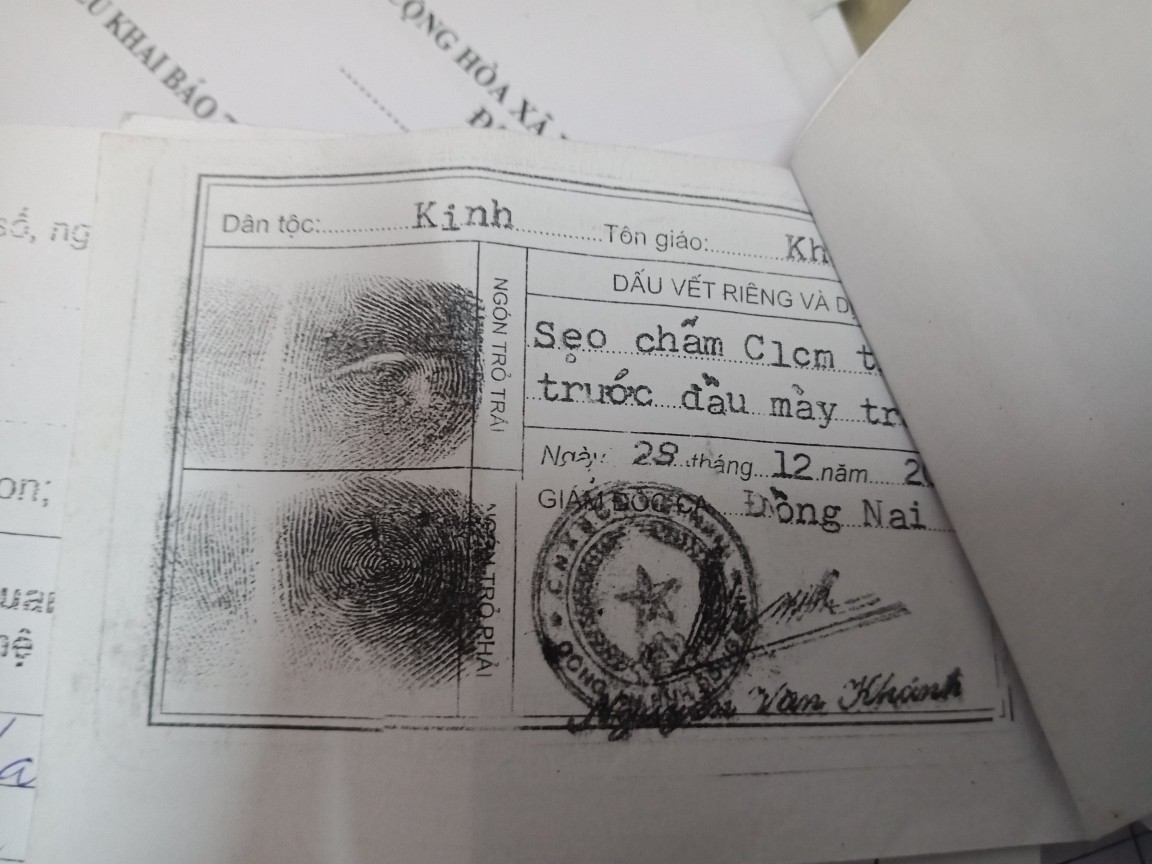 ỘNG HÒA XÃ
U KHAI BÁO
số, ng
on;
Dân tộc: Kinh Tôn giáo: Kh
NGÓN TRỎ TRÁI
NGÓN TRỎ PHẢI
DẤU VẾT RIÊNG VÀ D
Sẹo chấm C1cm t
trước đầu mày tr
Ngày 28 tháng 12 năm 20
GIÁM ĐỐC CA Đồng Nai
Nguyễn Văn Khánh